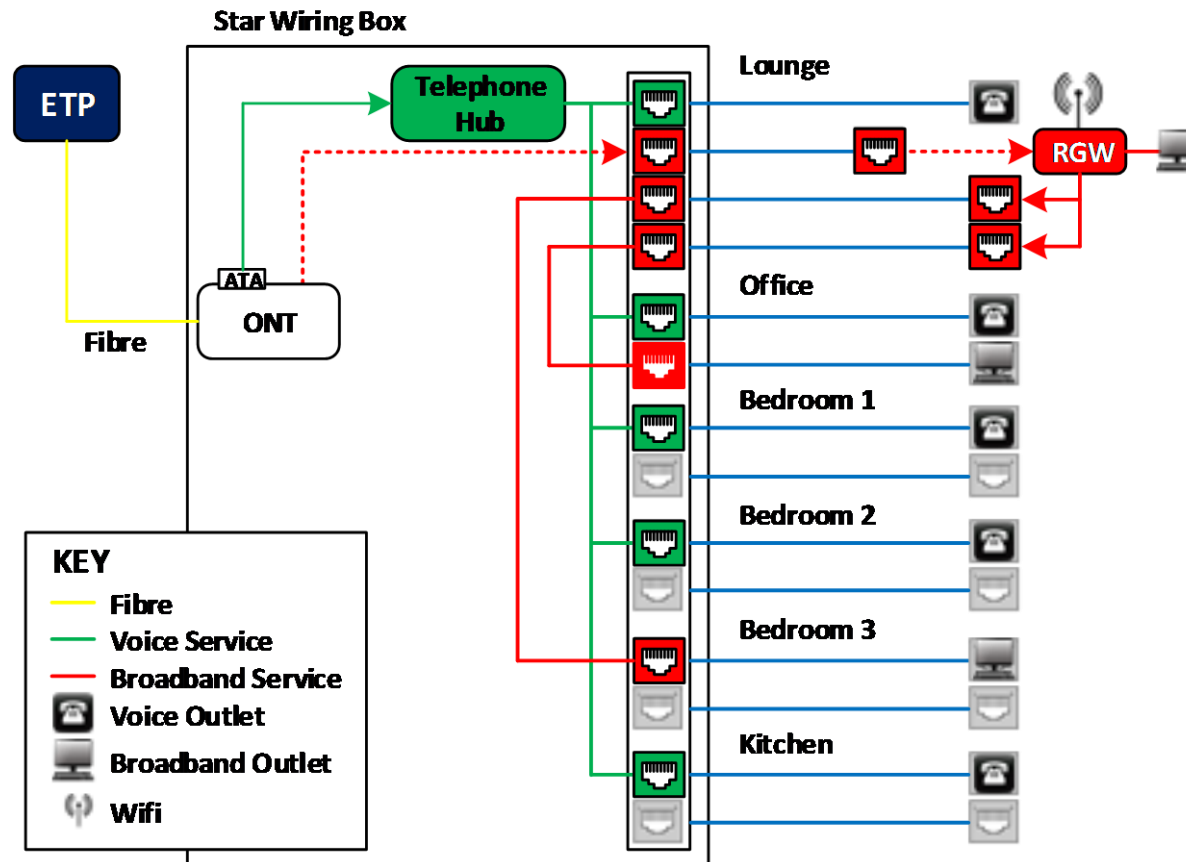 Star Wiring Box
ETP
Telephone
Hub
Lounge
RGW
ATA
ONT
Fibre
Office
Bedroom 1
Bedroom 2
Bedroom 3
Kitchen
KEY
Fibre
Voice Service
Broadband Service
Voice Outlet
Broadband Outlet
Wifi